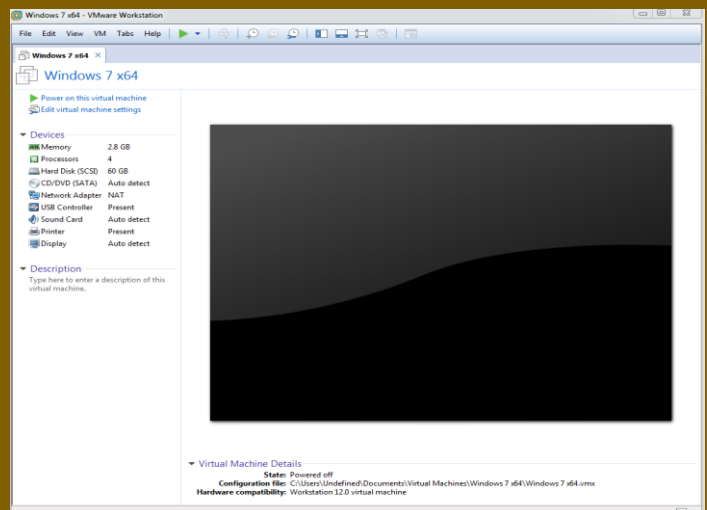 Windows 7 x64 - VMware Workstation
File Edit View VM Tabs Help
Windows 7 x64
Windows 7 x64
Power on this virtual machine
Edit virtual machine settings
Devices
Memory 2.8 GB
Processors 4
Hard Disk (SCSI) 60 GB
CD/DVD (SATA) Auto detect
Network Adapter NAT
USB Controller Present
Sound Card Auto detect
Printer Present
Display Auto detect
Description
Type here to enter a description of this
virtual machine.
Virtual Machine Details
State: Powered off
Configuration file: C:\Users\Undefined\Documents\Virtual Machines\Windows 7 x64\Windows 7 x64.vmx
Hardware compatibility: Workstation 12.0 virtual machine